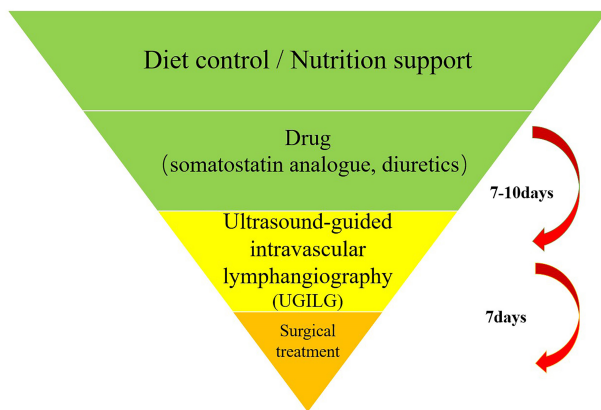 Diet control / Nutrition support
Drug
（somatostatin analogue, diuretics）
7-10days
Ultrasound-guided
intravascular
lymphangiography
(UGILG)
7days
Surgical
treatment